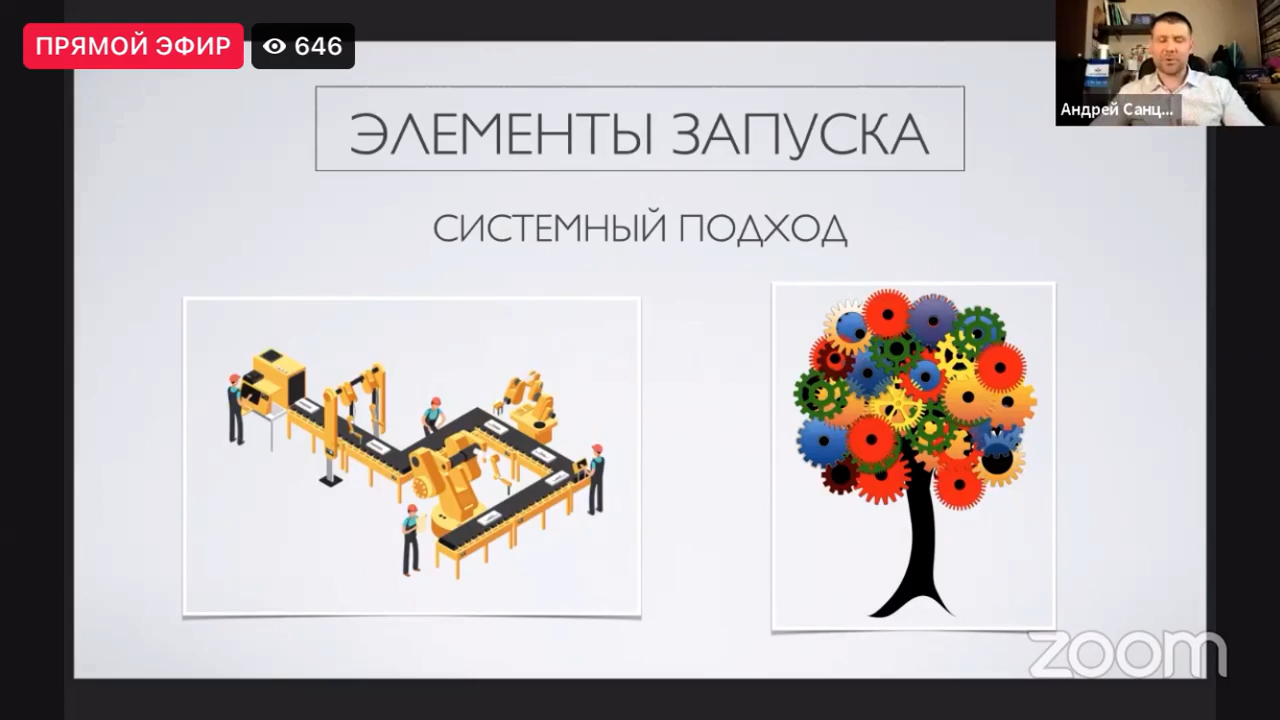 ПРЯМОЙ ЭФИР 646
Андрей Санц...
ЭЛЕМЕНТЫ ЗАПУСКА
СИСТЕМНЫЙ ПОДХОД
zoom